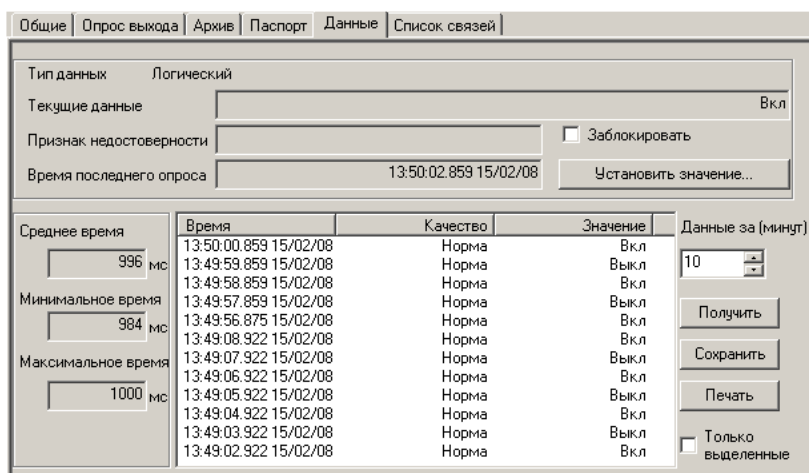 Общие Опрос выхода Архив Паспорт Данные Список связей
Тип данных Логический
Текущие данные Вкл
Признак недостоверности Заблокировать
Время последнего опроса 13:50:02.859 15/02/08 Установить значение...
Среднее время
996 мс
Минимальное время
984 мс
Максимальное время
1000 мс
Время Качество Значение
13:50:00.859 15/02/08 Норма Вкл
13:49:59.859 15/02/08 Норма Выкл
13:49:58.859 15/02/08 Норма Вкл
13:49:57.859 15/02/08 Норма Выкл
13:49:56.875 15/02/08 Норма Вкл
13:49:08.922 15/02/08 Норма Вкл
13:49:07.922 15/02/08 Норма Выкл
13:49:06.922 15/02/08 Норма Вкл
13:49:05.922 15/02/08 Норма Выкл
13:49:04.922 15/02/08 Норма Вкл
13:49:03.922 15/02/08 Норма Выкл
13:49:02.922 15/02/08 Норма Вкл
Данные за (минут)
10
Получить
Сохранить
Печать
Только
выделенные